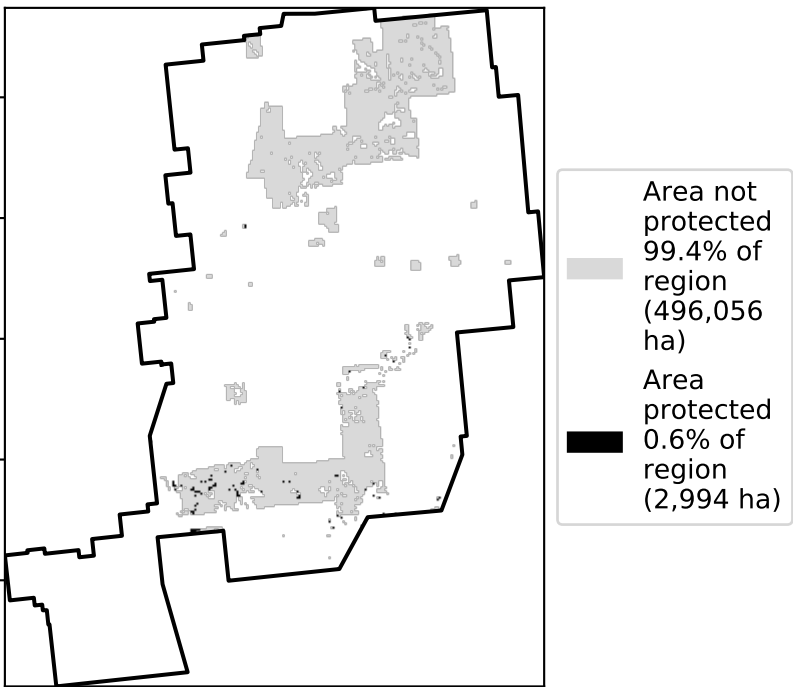 Area not
protected
99.4% of
region
(496,056
ha)
Area
protected
0.6% of
region
(2,994 ha)